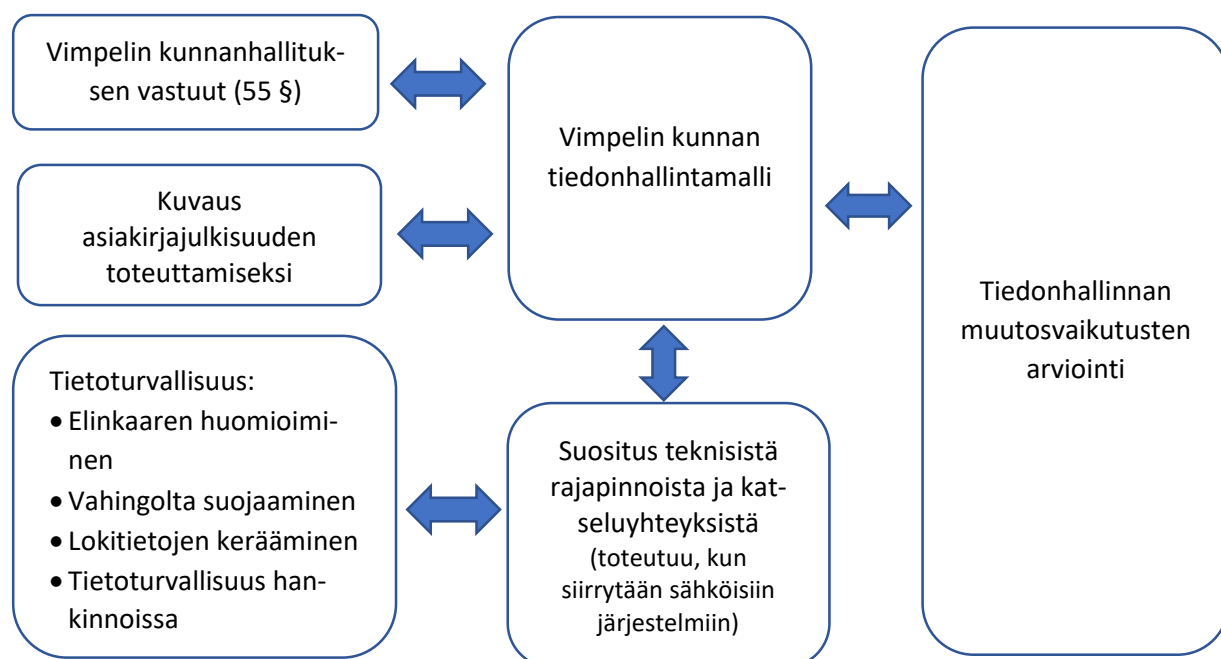 Vimpelin kunnanhallituk-
sen vastuut (55 §)
Kuvaus
asiakirjajulkisuuden
toteuttamiseksi
Tietoturvallisuus:
• Elinkaaren huomioimi-
nen
• Vahingolta suojaaminen
• Lokitietojen kerääminen
• Tietoturvallisuus han-
kinnoissa
Vimpelin kunnan
tiedonhallintamalli
Suositus teknisistä
rajapinnoista ja kat-
seluyhteyksistä
(toteutuu, kun
siirrytään sähköisiin
järjestelmiin)
Tiedonhallinnan
muutosvaikutusten
arviointi